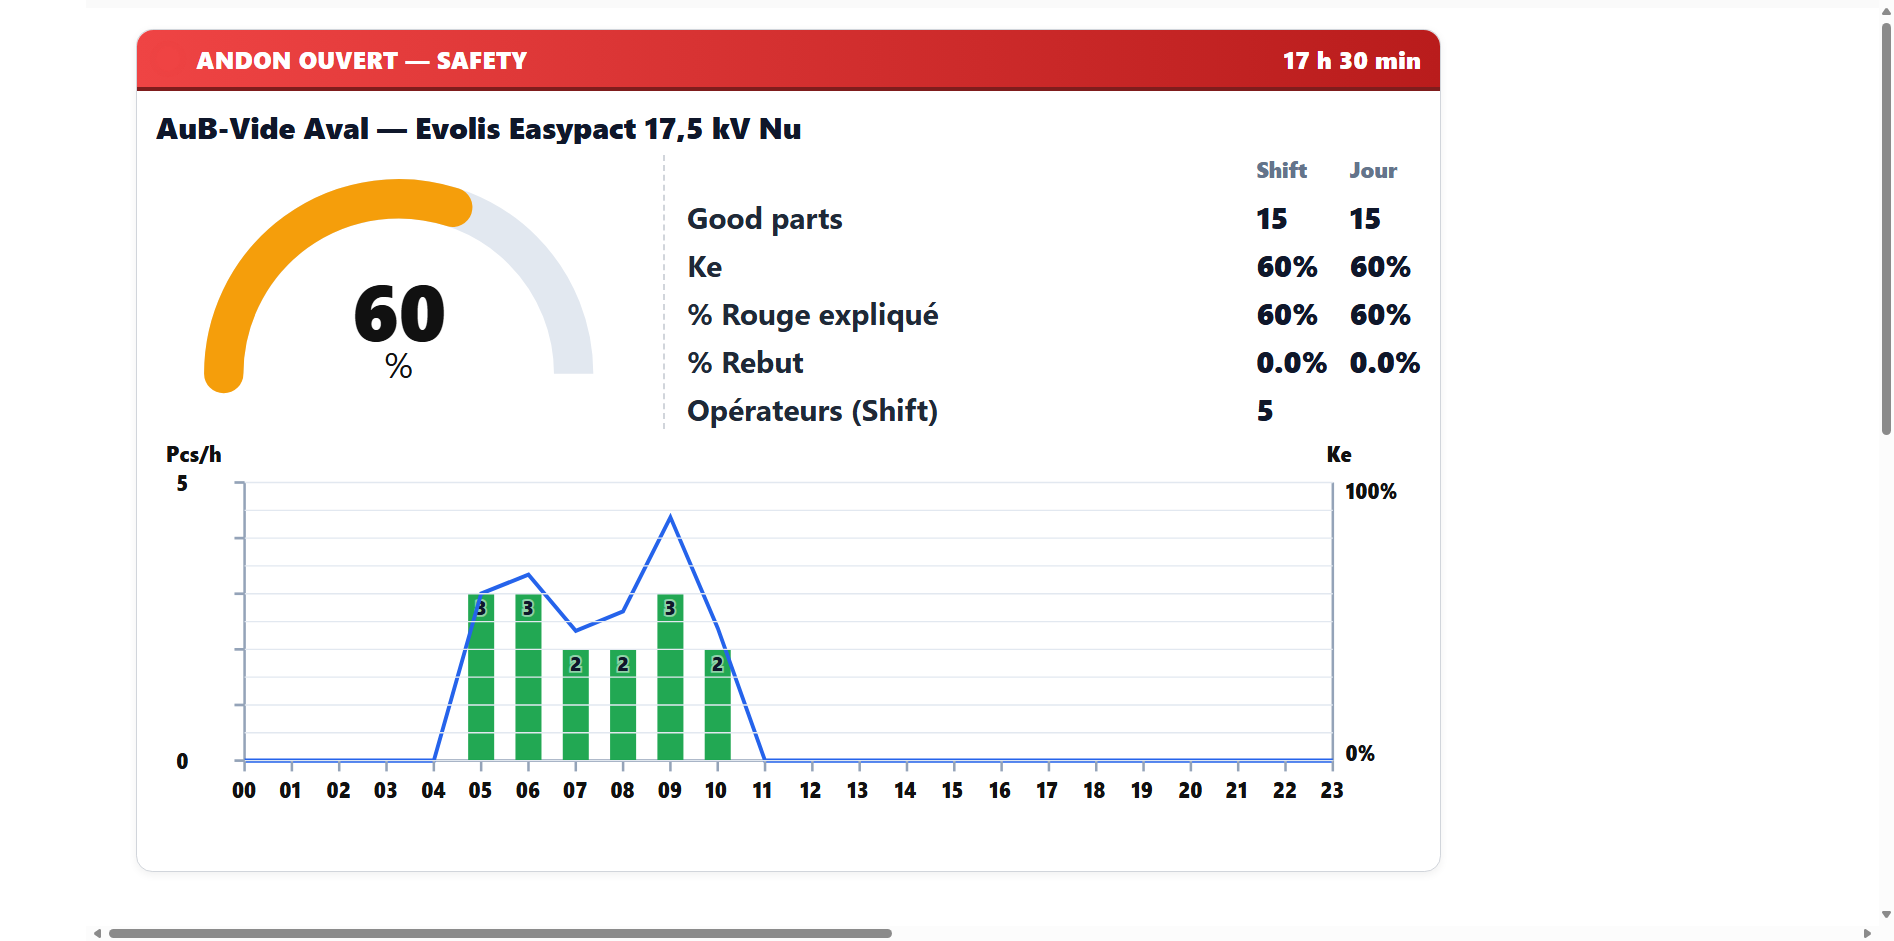 ANDON OUVERT — SAFETY 17 h 30 min
AuB-Vide Aval — Evolis Easypact 17,5 kV Nu
60
%
Shift Jour
Good parts 15 15
Ke 60% 60%
% Rouge expliqué 60% 60%
% Rebut 0.0% 0.0%
Opérateurs (Shift) 5
Pcs/h Ke
5 100%
3 3 2 2 3 2
0 0%
00 01 02 03 04 05 06 07 08 09 10 11 12 13 14 15 16 17 18 19 20 21 22 23